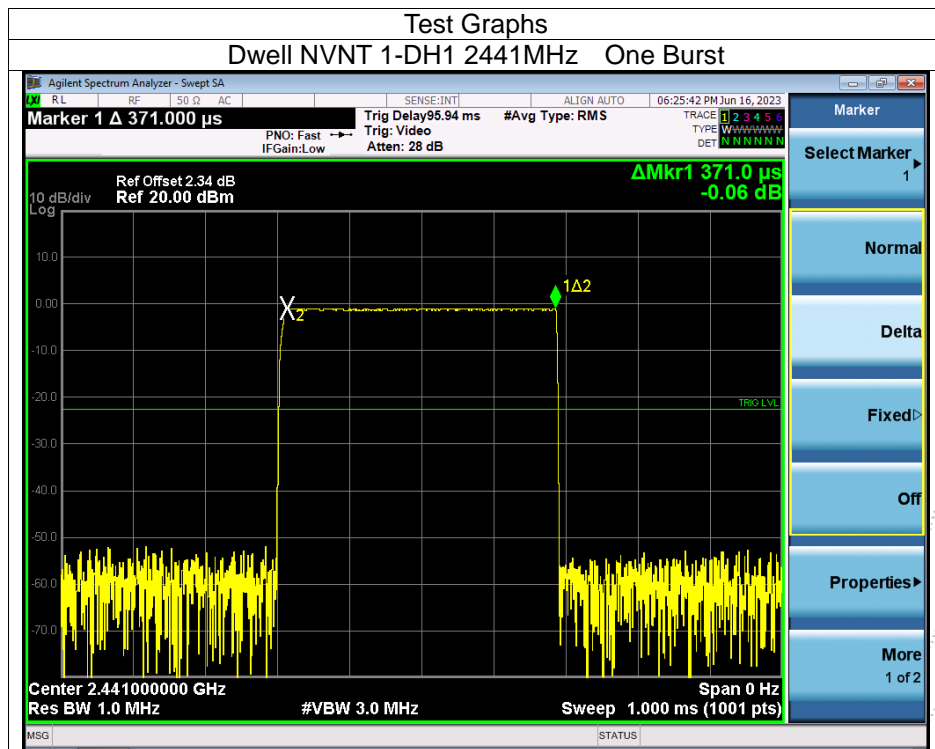 Test Graphs
Dwell NVNT 1-DH1 2441MHz One Burst
Agilent Spectrum Analyzer - Swept SA
LXI RL RF 50 Ω AC SENSE:INT ALIGN AUTO 06:25:42 PM Jun 16, 2023
Marker 1 Δ 371.000 µs
PNO: Fast
IFGain:Low
Trig Delay95.94 ms
Trig: Video
Atten: 28 dB
#Avg Type: RMS
TRACE 1 2 3 4 5 6
TYPE WWWWWW
DET N N N N N N
Marker
Select Marker
1
Normal
Delta
Fixed
Off
Properties
More
1 of 2
ΔMkr1 371.0 µs
-0.06 dB
Ref Offset 2.34 dB
10 dB/div Ref 20.00 dBm
Log
10.0
0.00
-10.0
-20.0
-30.0
-40.0
-50.0
-60.0
-70.0
1Δ2
X2
TRIG LVL
Center 2.441000000 GHz Span 0 Hz
Res BW 1.0 MHz #VBW 3.0 MHz Sweep 1.000 ms (1001 pts)
MSG STATUS